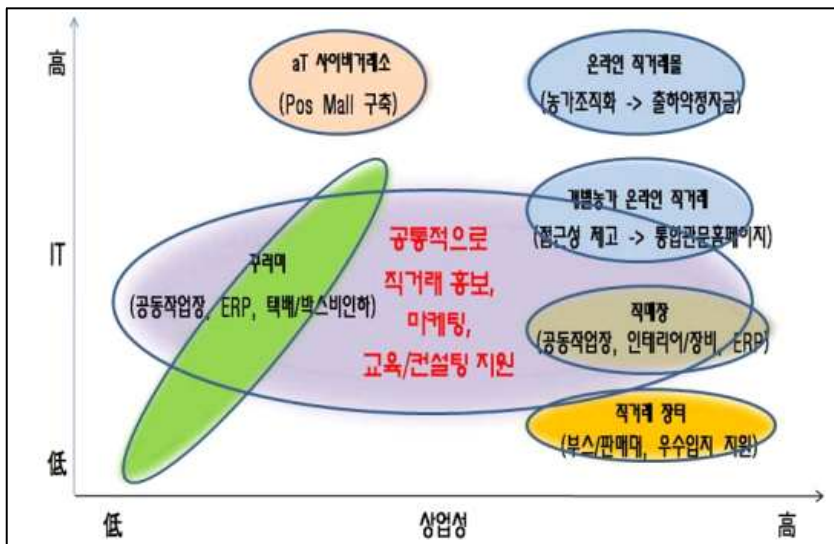 高
IT
低
aT 사이버거래소
(Pos Mall 구축)
온라인 직거래몰
(농가조직화 -> 출하약정자금)
개별농가 온라인 직거래
(접근성 제고 -> 통합관문홈페이지)
꾸러미
(공동작업장, ERP, 택배/박스비인하)
공통적으로
직거래 홍보,
마케팅,
교육/컨설팅 지원
직매장
(공동작업장, 인테리어/장비, ERP)
직거래 장터
(부스/판매대, 우수입지 지원)
低
상업성
高